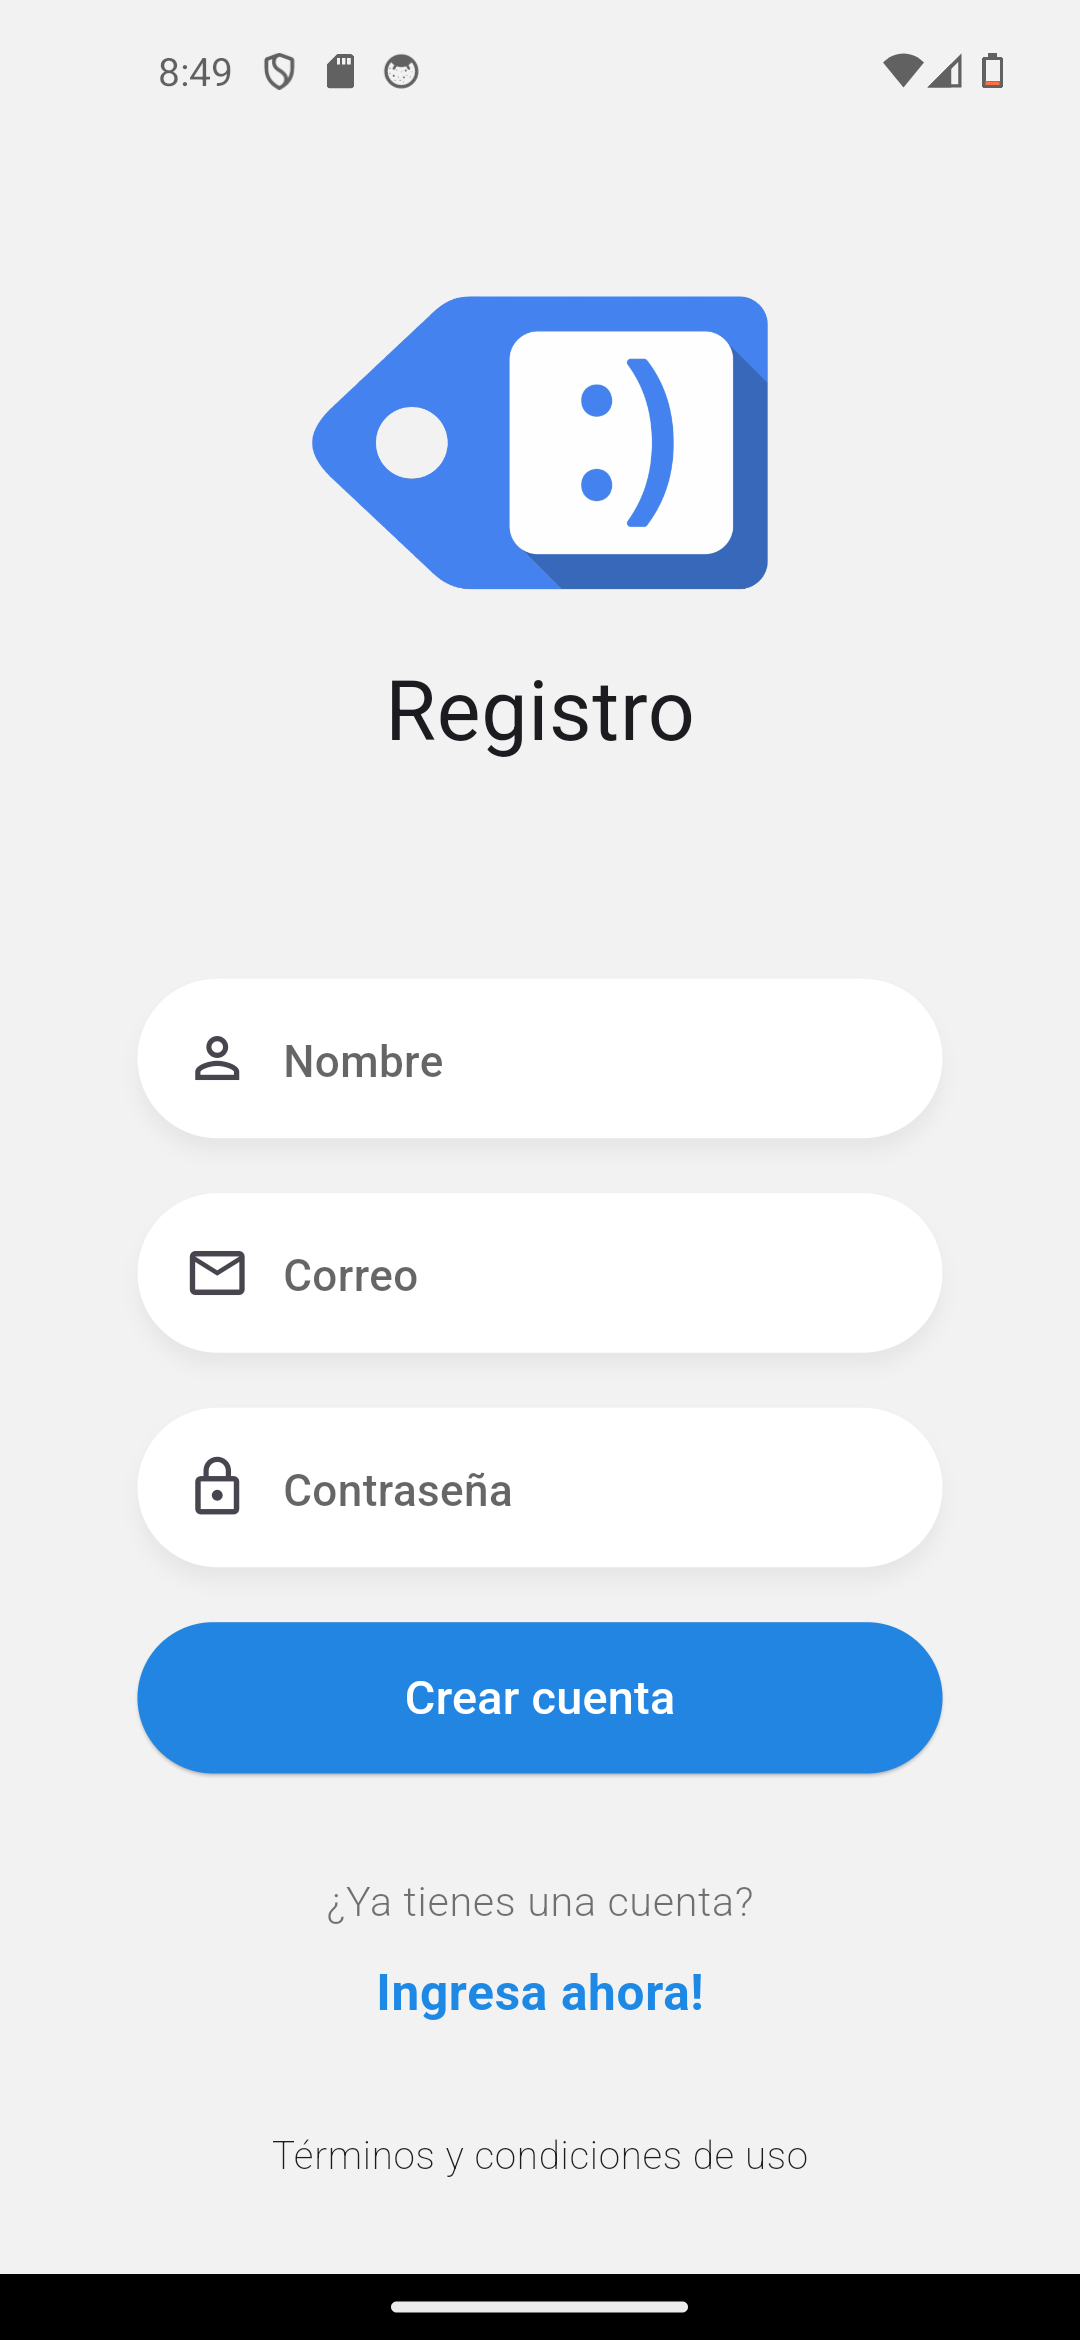 8:49
:)
Registro
Nombre
Correo
Contraseña
Crear cuenta
¿Ya tienes una cuenta?
Ingresa ahora!
Términos y condiciones de uso